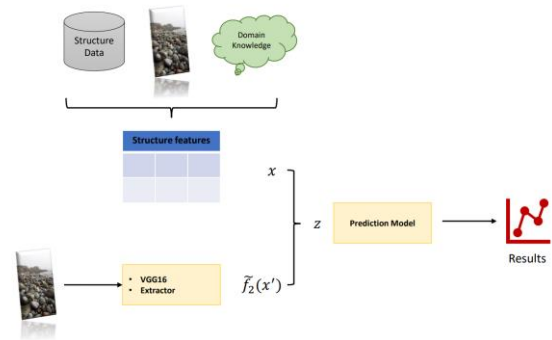 Structure
Data
Domain
Knowledge
Structure features
x
z
Prediction Model
• VGG16
• Extractor
f̃₂(x′)
Results